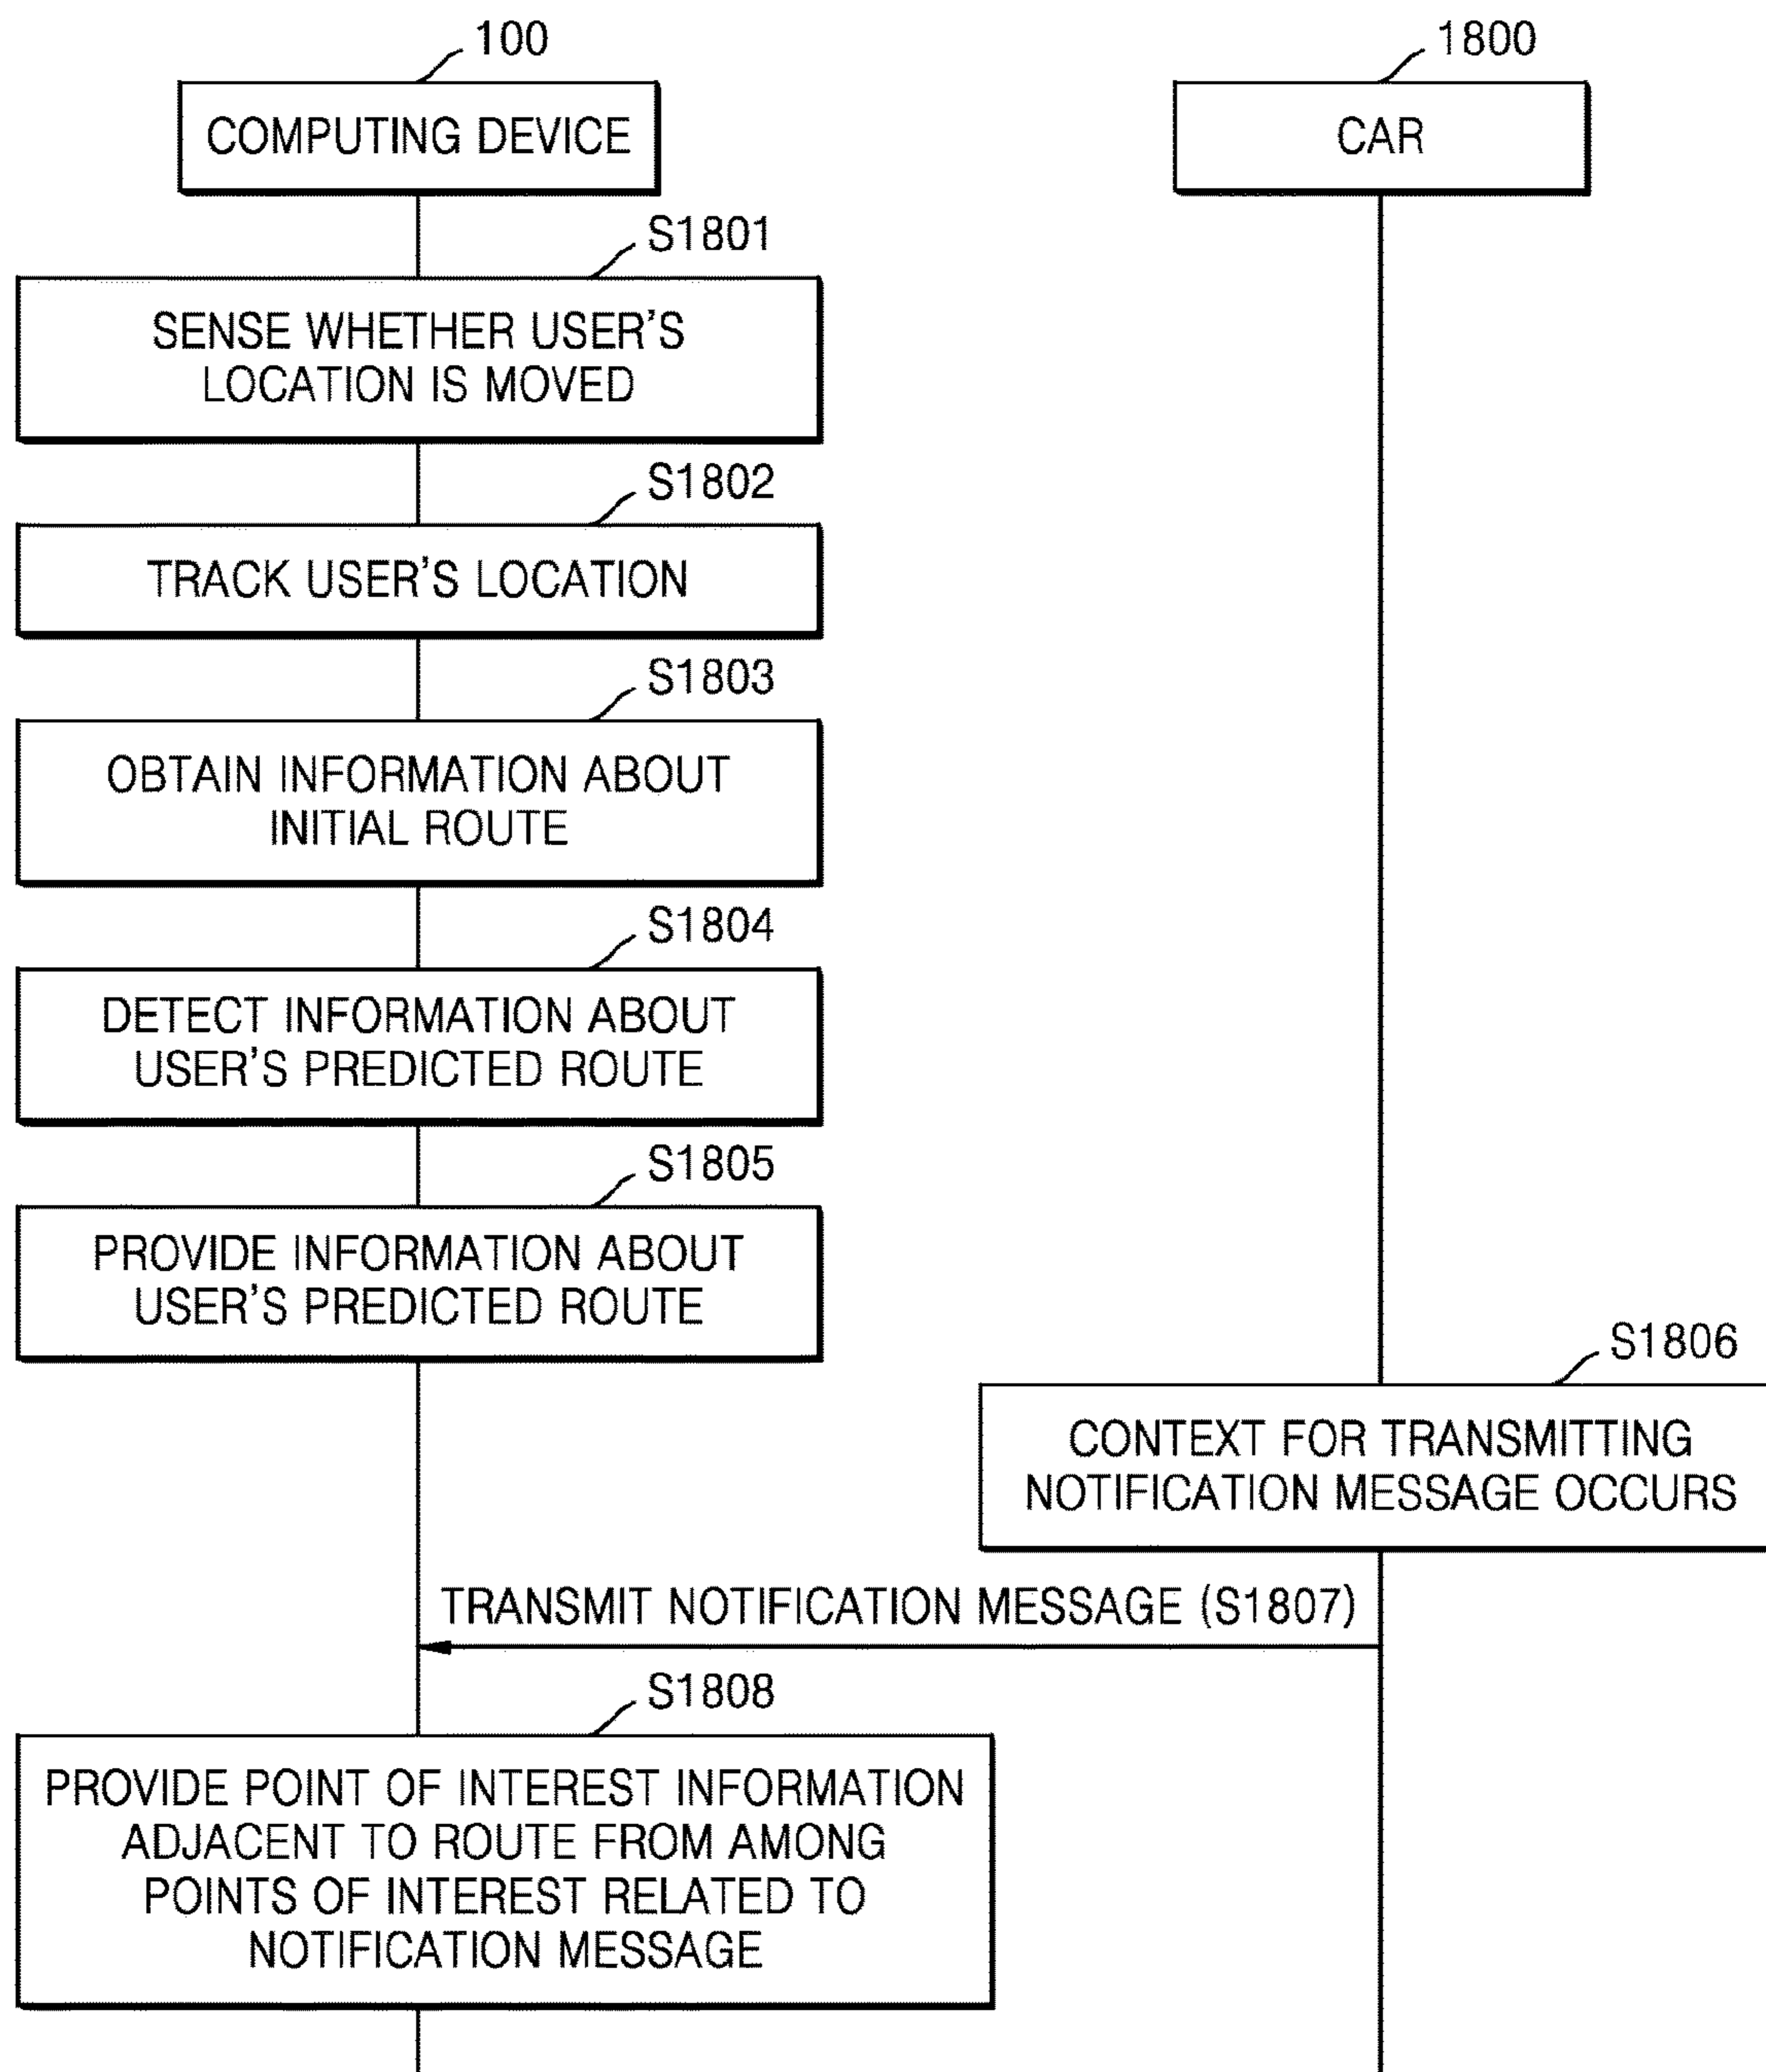 100
1800
COMPUTING DEVICE
CAR
S1801
SENSE WHETHER USER'S
LOCATION IS MOVED
S1802
TRACK USER'S LOCATION
S1803
OBTAIN INFORMATION ABOUT
INITIAL ROUTE
S1804
DETECT INFORMATION ABOUT
USER'S PREDICTED ROUTE
S1805
PROVIDE INFORMATION ABOUT
USER'S PREDICTED ROUTE
S1806
CONTEXT FOR TRANSMITTING
NOTIFICATION MESSAGE OCCURS
TRANSMIT NOTIFICATION MESSAGE (S1807)
S1808
PROVIDE POINT OF INTEREST INFORMATION
ADJACENT TO ROUTE FROM AMONG
POINTS OF INTEREST RELATED TO
NOTIFICATION MESSAGE